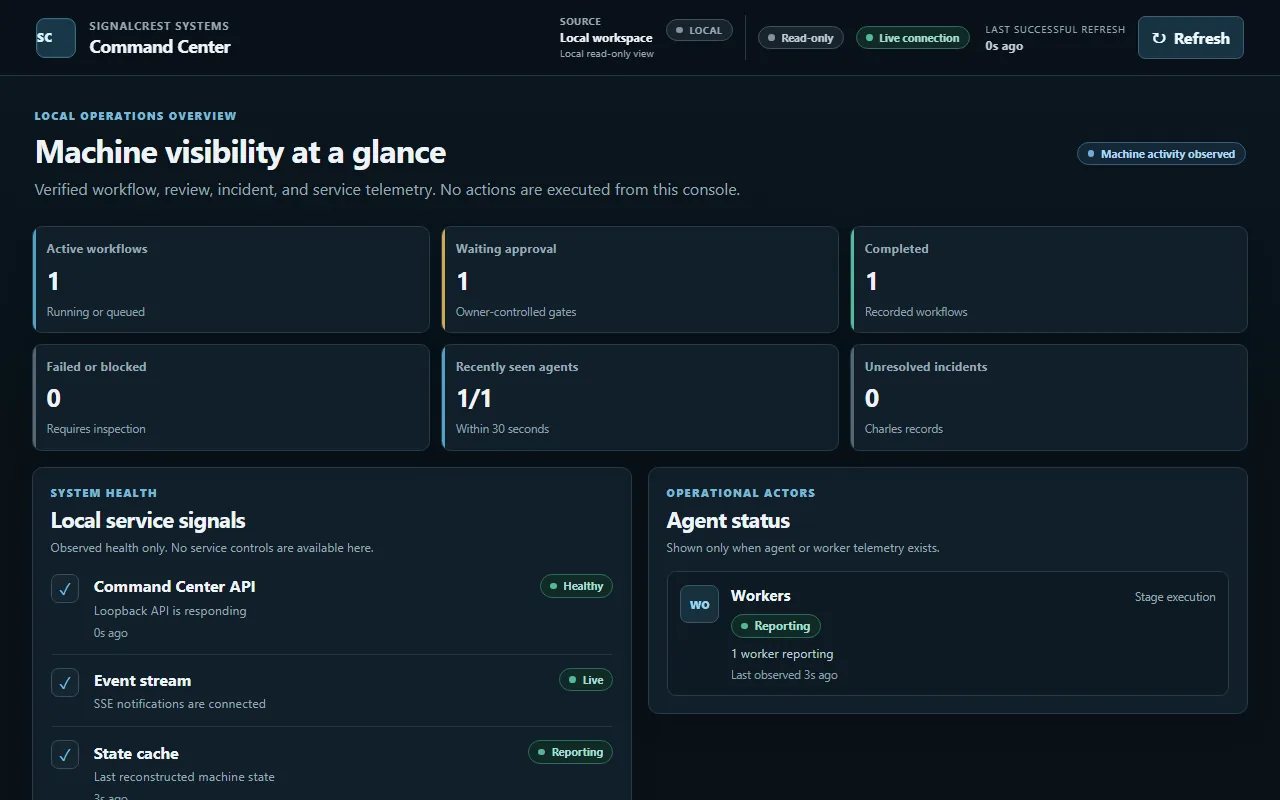 SC
SIGNALCREST SYSTEMS
Command Center
SOURCE
Local workspace
Local read-only view
LOCAL
Read-only
Live connection
LAST SUCCESSFUL REFRESH
0s ago
↻ Refresh
LOCAL OPERATIONS OVERVIEW
Machine visibility at a glance
Verified workflow, review, incident, and service telemetry. No actions are executed from this console.
Machine activity observed
Active workflows
1
Running or queued
Waiting approval
1
Owner-controlled gates
Completed
1
Recorded workflows
Failed or blocked
0
Requires inspection
Recently seen agents
1/1
Within 30 seconds
Unresolved incidents
0
Charles records
SYSTEM HEALTH
Local service signals
Observed health only. No service controls are available here.
✓
Command Center API
Healthy
Loopback API is responding
0s ago
✓
Event stream
Live
SSE notifications are connected
✓
State cache
Reporting
Last reconstructed machine state
3s ago
OPERATIONAL ACTORS
Agent status
Shown only when agent or worker telemetry exists.
WO
Workers
Stage execution
Reporting
1 worker reporting
Last observed 3s ago